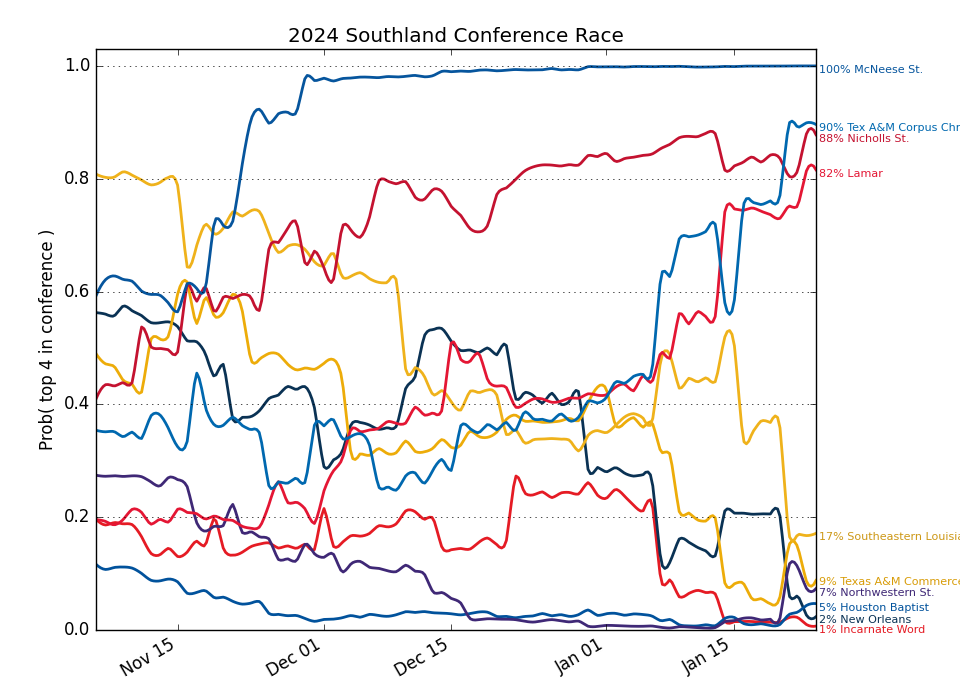 2024 Southland Conference Race
Prob( top 4 in conference )
1.0
0.8
0.6
0.4
0.2
0.0
Nov 15
Dec 01
Dec 15
Jan 01
Jan 15
100% McNeese St.
90% Tex A&M Corpus Chr
88% Nicholls St.
82% Lamar
17% Southeastern Louisia
9% Texas A&M Commerce
7% Northwestern St.
5% Houston Baptist
2% New Orleans
1% Incarnate Word